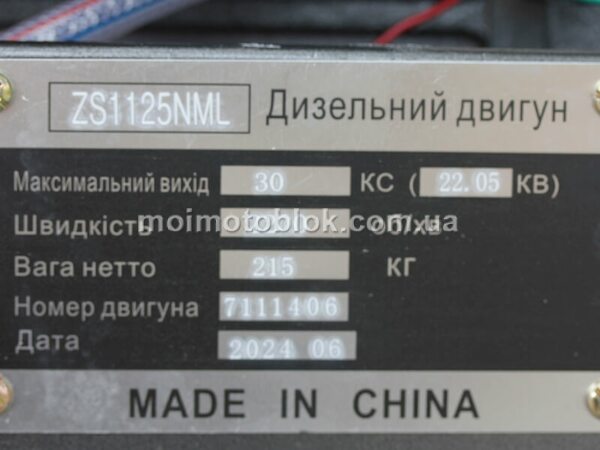 ZS1125NML Дизельний двигун
Максимальний вихід 30 КС ( 22.05 КВ)
Швидкість Об/хв
moimotoblok.com.ua
Вага нетто 215 КГ
Номер двигуна 7111406
Дата 2024 06
MADE IN CHINA